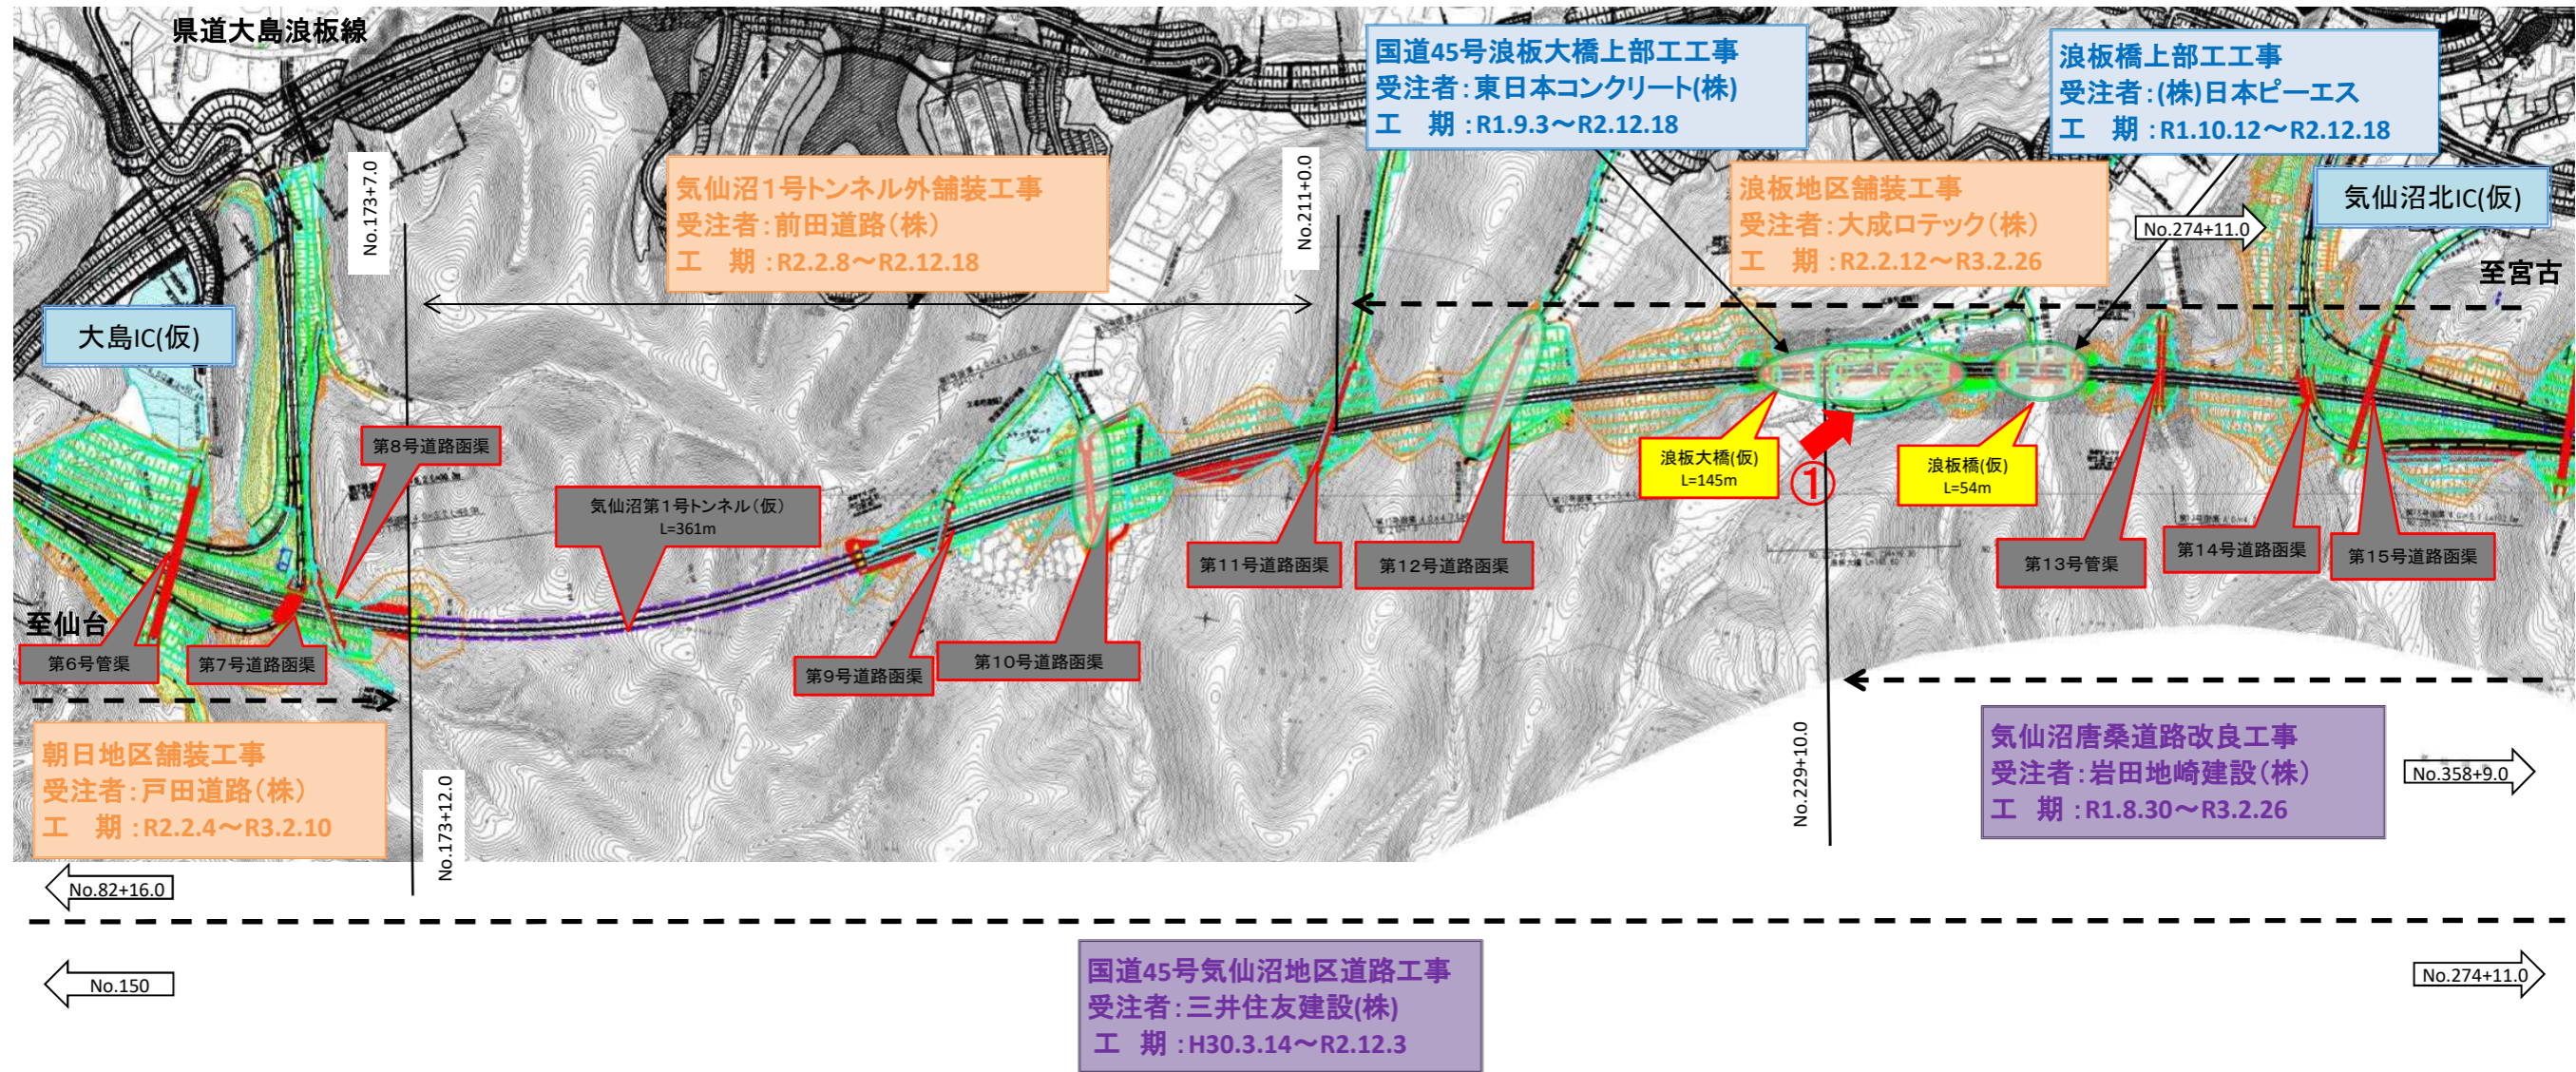 県道大島浪板線
国道45号浪板大橋上部工工事
受注者：東日本コンクリート(株)
工　期：R1.9.3～R2.12.18
浪板橋上部工工事
受注者：(株)日本ピーエス
工　期：R1.10.12～R2.12.18
気仙沼１号トンネル外舗装工事
受注者：前田道路（株）
工　期：R2.2.8～R2.12.18
浪板地区舗装工事
受注者：大成ロテック（株）
工　期：R2.2.12～R3.2.26
気仙沼北IC(仮)
No.274+11.0
至宮古
No.173+7.0
No.211+0.0
大島IC(仮)
第８号道路函渠
気仙沼第１号トンネル（仮）
L=361m
浪板大橋(仮)
L=145m
①
浪板橋(仮)
L=54m
第１１号道路函渠
第１２号道路函渠
第１３号管渠
第１４号道路函渠
第１５号道路函渠
至仙台
第６号管渠
第７号道路函渠
第９号道路函渠
第１０号道路函渠
朝日地区舗装工事
受注者：戸田道路（株）
工　期：R2.2.4～R3.2.10
No.173+12.0
No.229+10.0
気仙沼唐桑道路改良工事
受注者：岩田地崎建設（株）
工　期：R1.8.30～R3.2.26
No.358+9.0
No.82+16.0
No.150
国道45号気仙沼地区道路工事
受注者：三井住友建設(株)
工　期：H30.3.14～R2.12.3
No.274+11.0